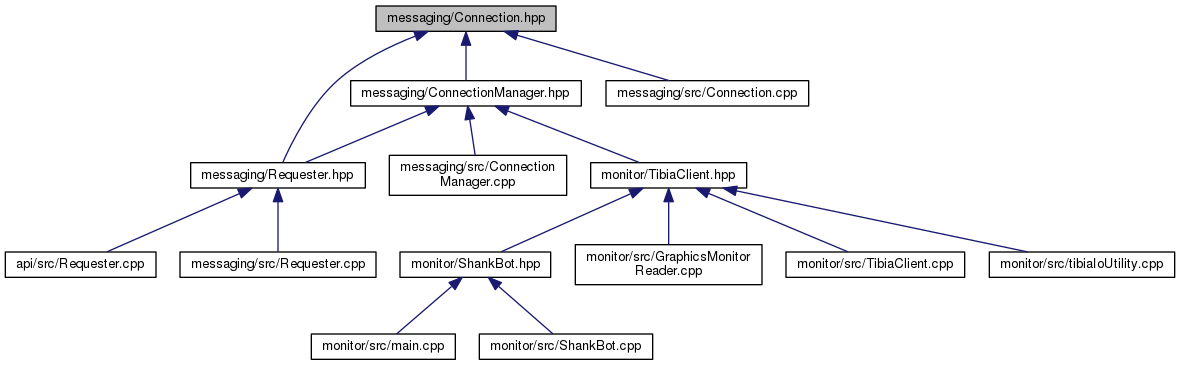 messaging/Connection.hpp
messaging/ConnectionManager.hpp
messaging/src/Connection.cpp
messaging/Requester.hpp
messaging/src/Connection
Manager.cpp
monitor/TibiaClient.hpp
api/src/Requester.cpp
messaging/src/Requester.cpp
monitor/ShankBot.hpp
monitor/src/GraphicsMonitor
Reader.cpp
monitor/src/TibiaClient.cpp
monitor/src/tibiaIoUtility.cpp
monitor/src/main.cpp
monitor/src/ShankBot.cpp